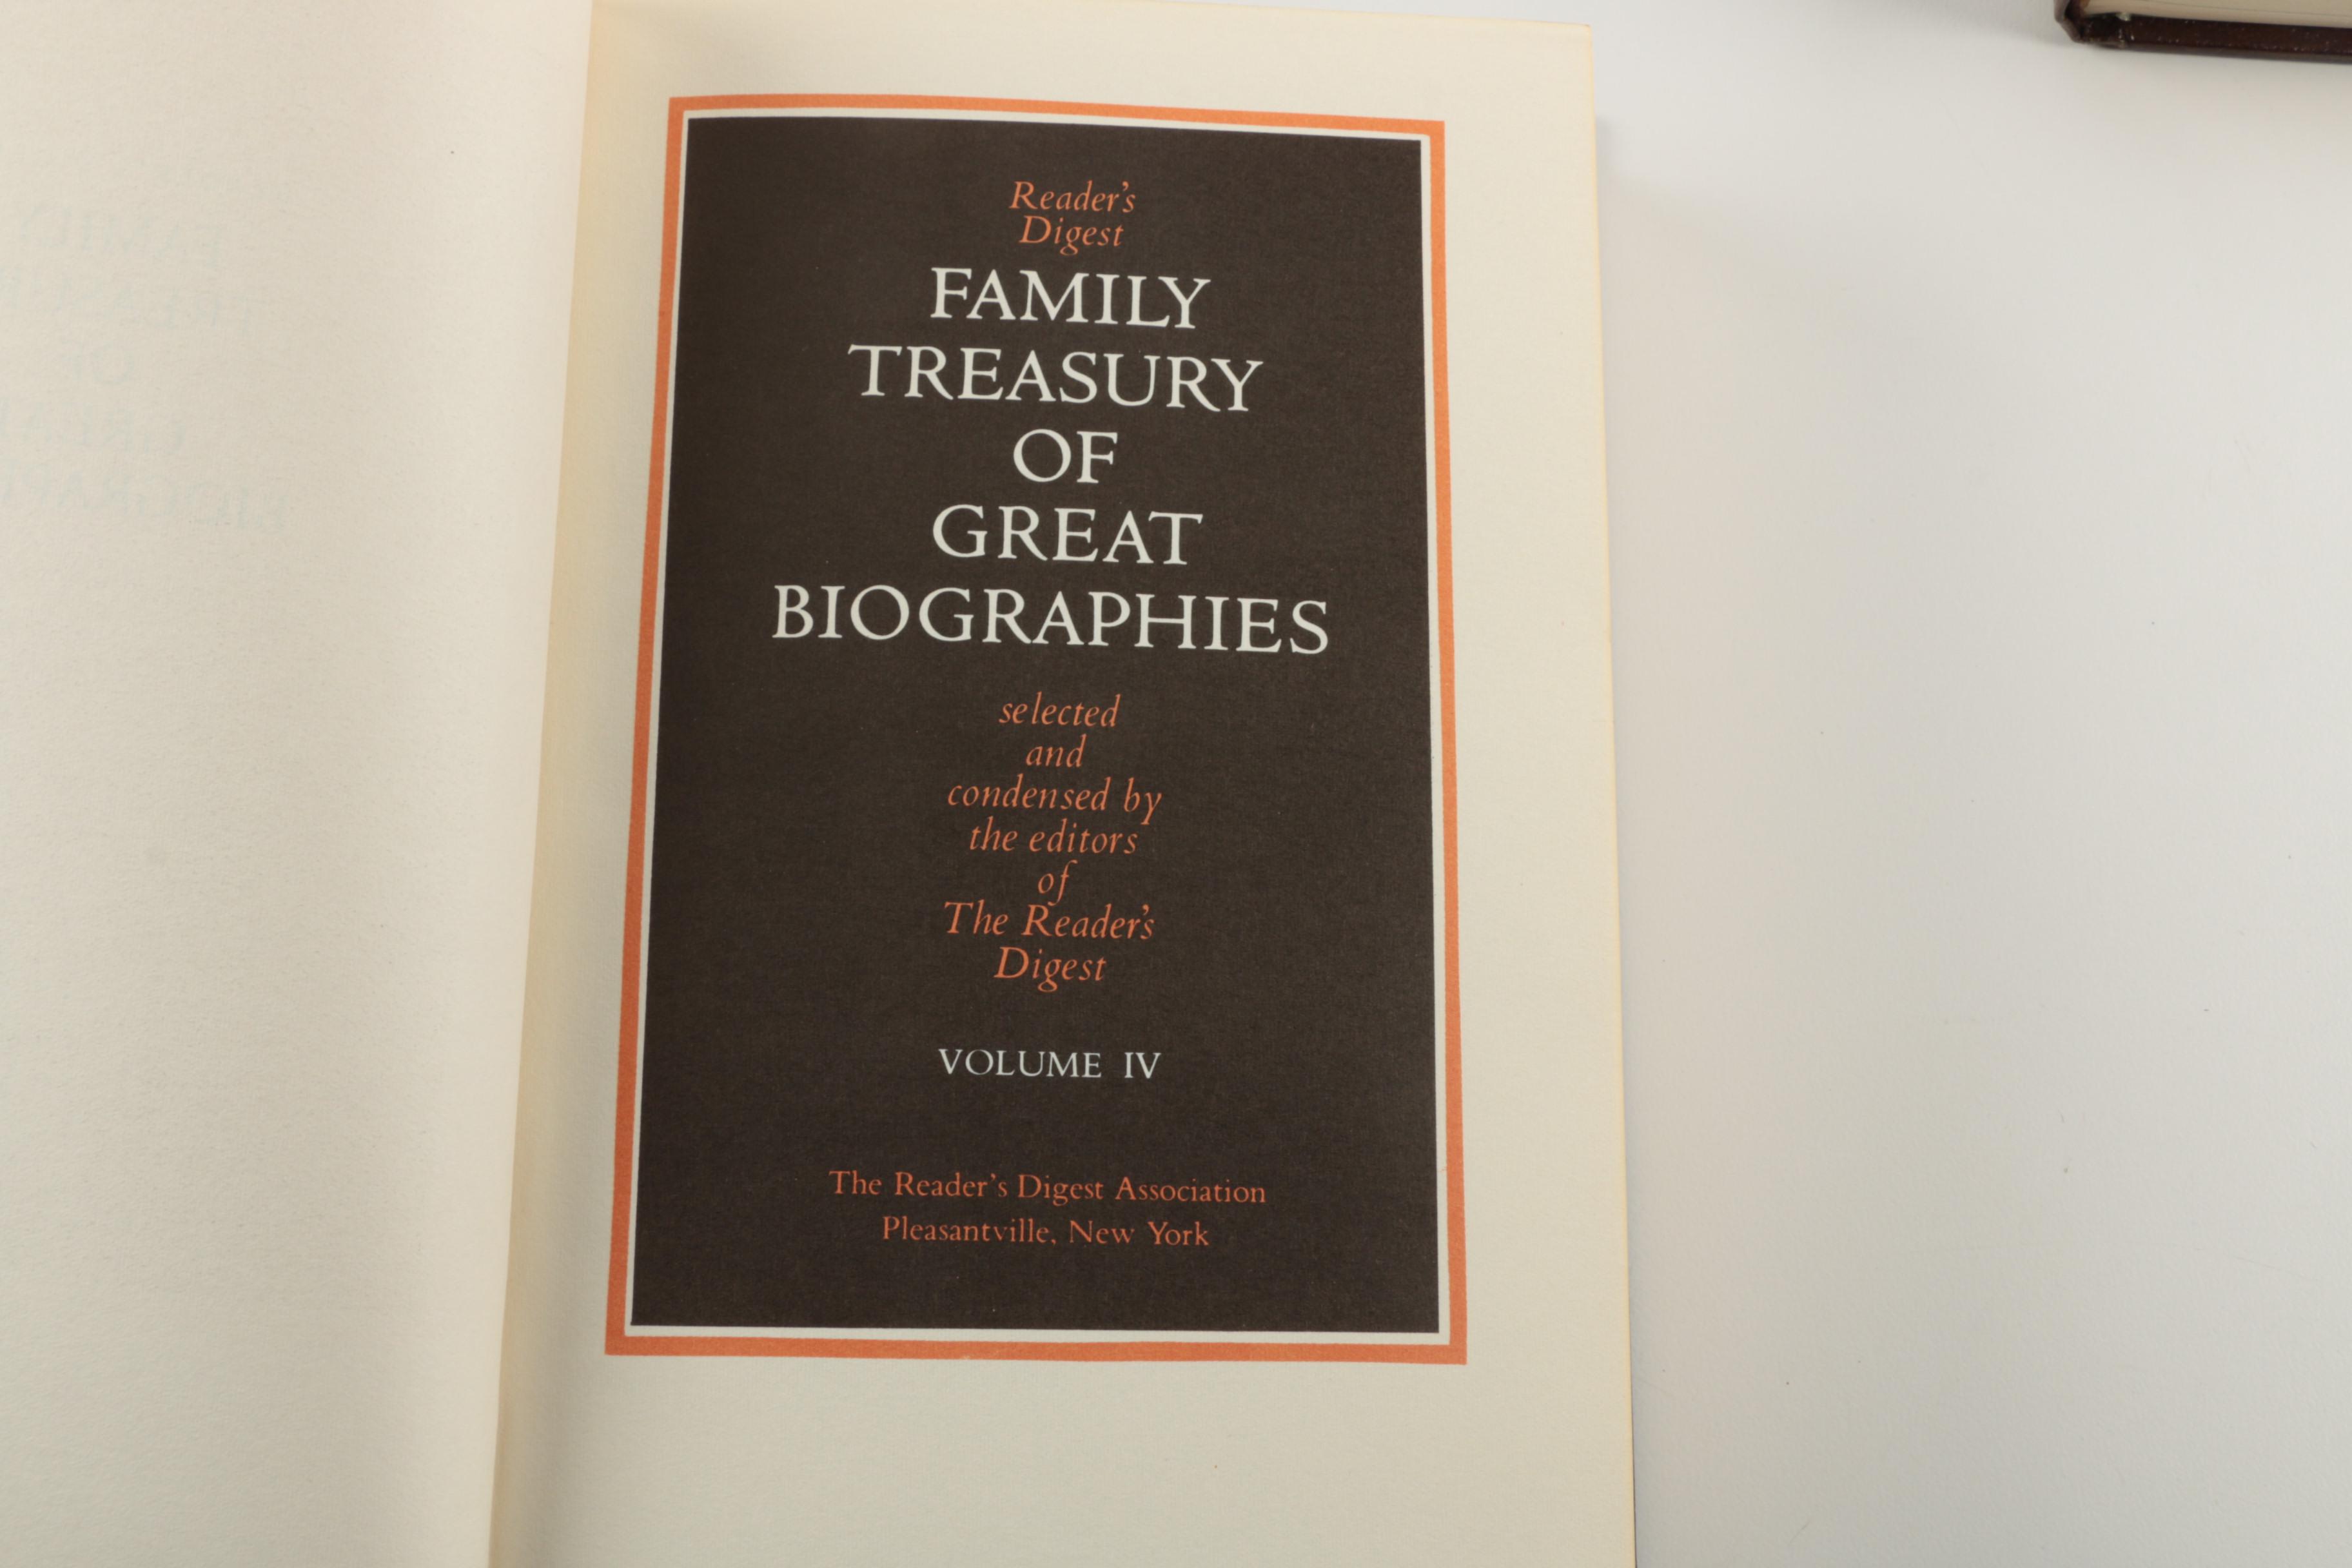 Reader's
Digest
FAMILY
TREASURY
OF
GREAT
BIOGRAPHIES
selected
and
condensed by
the editors
of
The Reader's
Digest
VOLUME IV
The Reader's Digest Association
Pleasantville, New York